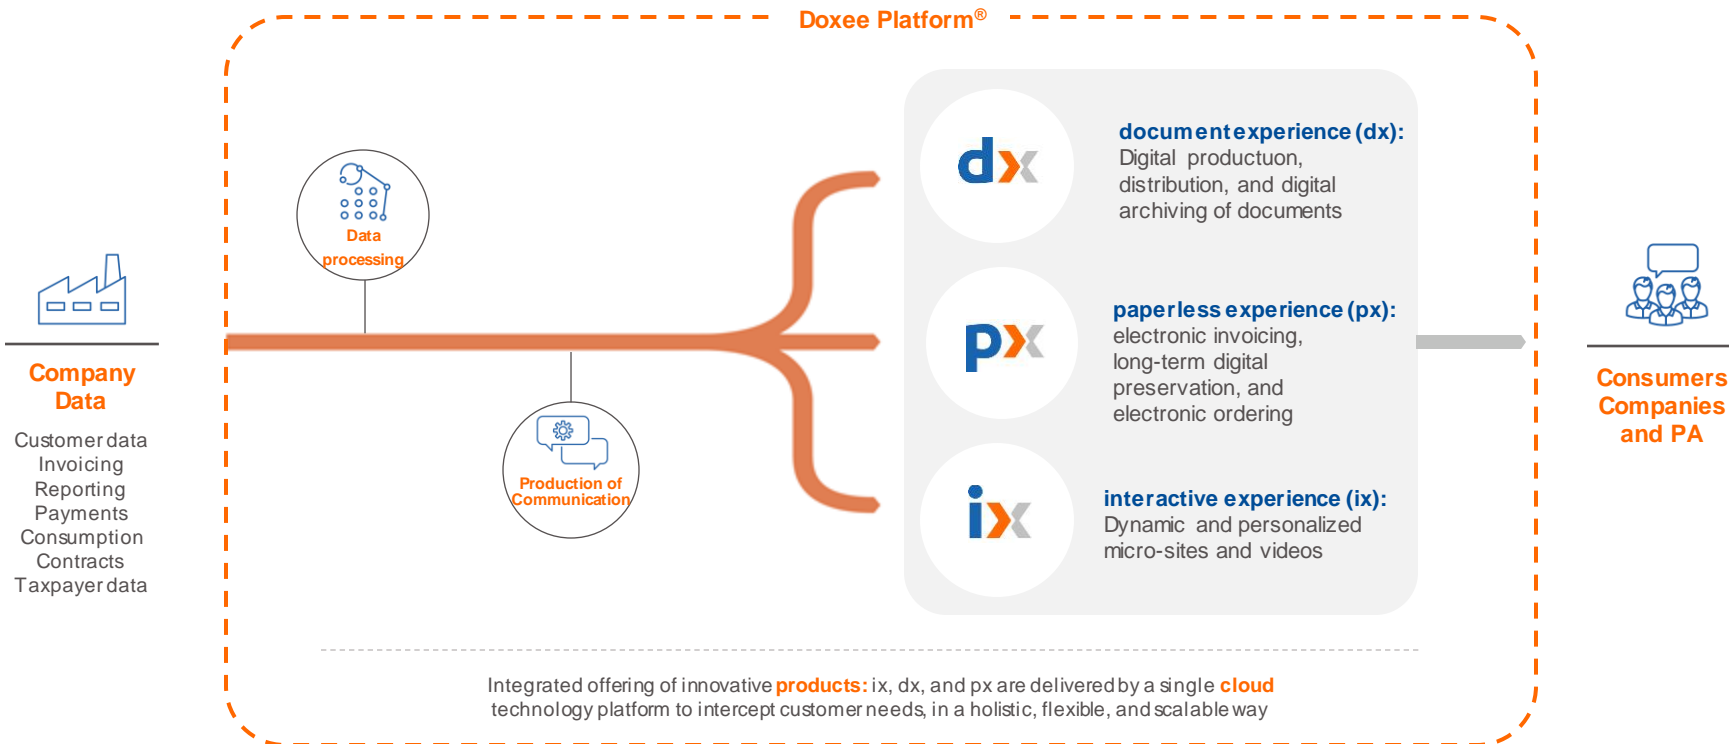 Doxee Platform®
Data
processing
Production of
Communication
Company
Data
Customer data
Invoicing
Reporting
Payments
Consumption
Contracts
Taxpayer data
dx
document experience (dx):
Digital productuon,
distribution, and digital
archiving of documents
px
paperless experience (px):
electronic invoicing,
long-term digital
preservation, and
electronic ordering
ix
interactive experience (ix):
Dynamic and personalized
micro-sites and videos
Consumers
Companies
and PA
Integrated offering of innovative products: ix, dx, and px are delivered by a single cloud
technology platform to intercept customer needs, in a holistic, flexible, and scalable way